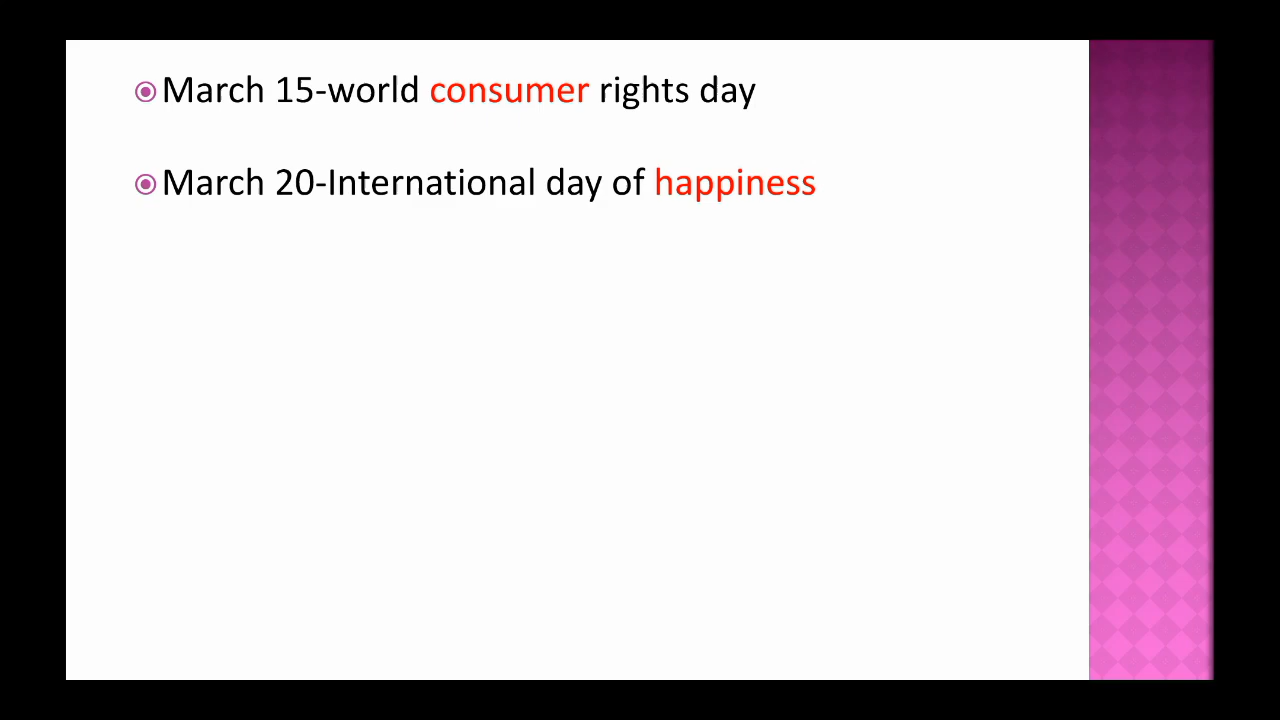 March 15-world consumer rights day
March 20-International day of happiness